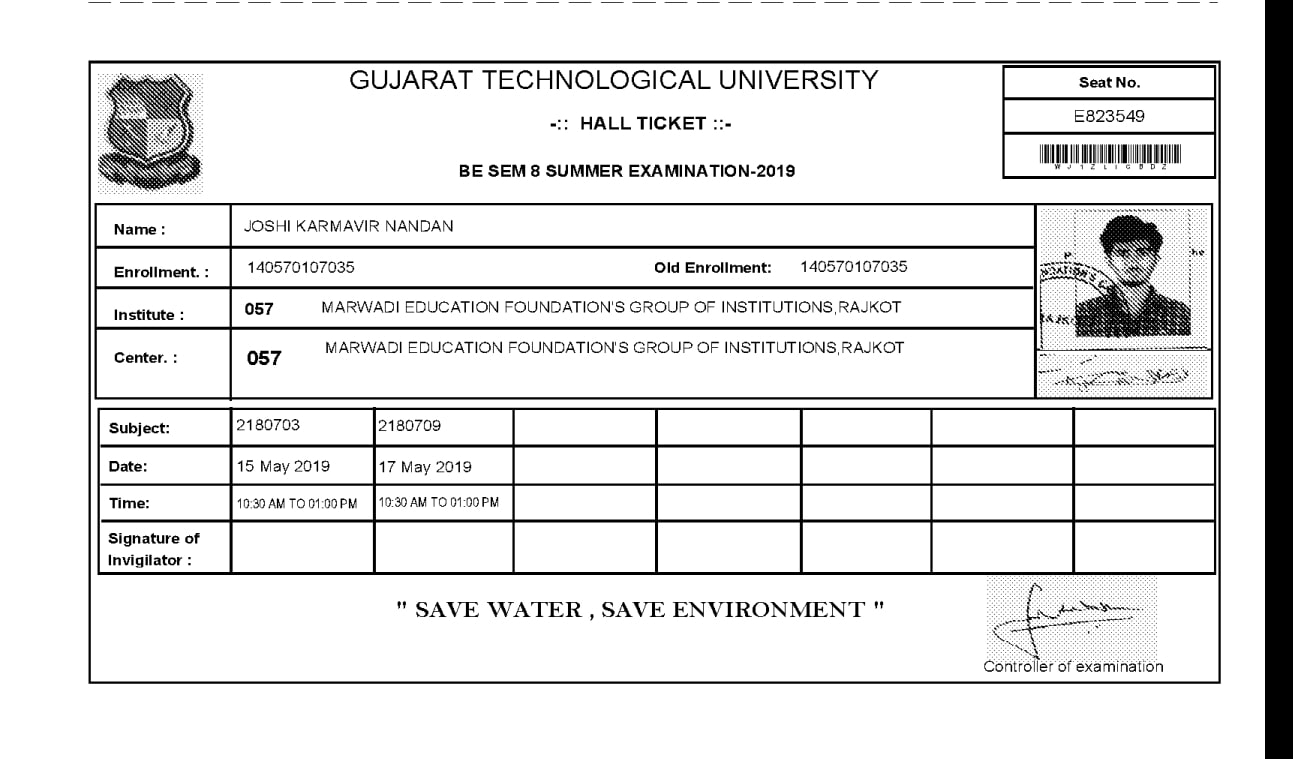 GUJARAT TECHNOLOGICAL UNIVERSITY
-:: HALL TICKET ::-
BE SEM 8 SUMMER EXAMINATION-2019
Seat No.
E823549
W J 1 Z L I C B D Z
Name : JOSHI KARMAVIR NANDAN
Enrollment. : 140570107035 Old Enrollment: 140570107035
Institute : 057 MARWADI EDUCATION FOUNDATION'S GROUP OF INSTITUTIONS,RAJKOT
Center. : 057 MARWADI EDUCATION FOUNDATION'S GROUP OF INSTITUTIONS,RAJKOT
Subject: 2180703 2180709
Date: 15 May 2019 17 May 2019
Time: 10:30 AM TO 01:00 PM 10:30 AM TO 01:00 PM
Signature of
Invigilator :
" SAVE WATER , SAVE ENVIRONMENT "
Controller of examination